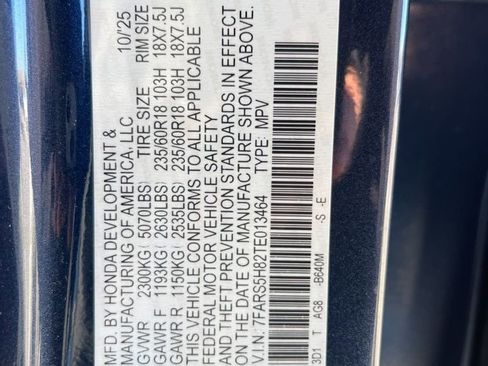 MFD. BY HONDA DEVELOPMENT & 10/25
MANUFACTURING OF AMERICA, LLC
GVWR 2300KG( 5070LBS) TIRE SIZE RIM SIZE
GAWR F 1193KG( 2630LBS) 235/60R18 103H 18X7.5J
GAWR R 1150KG( 2535LBS) 235/60R18 103H 18X7.5J
THIS VEHICLE CONFORMS TO ALL APPLICABLE
FEDERAL MOTOR VEHICLE SAFETY
AND THEFT PREVENTION STANDARDS IN EFFECT
ON THE DATE OF MANUFACTURE SHOWN ABOVE.
V.I.N: 7FARS5H82TE013464 TYPE: MPV
3D1 T AG8 -B640M -S -E